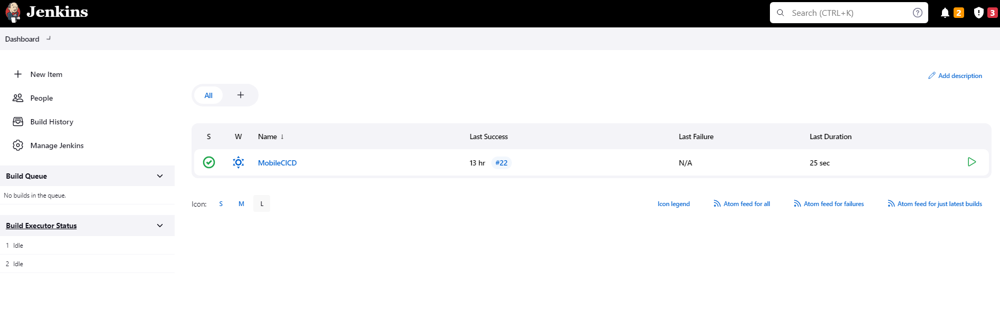 Jenkins
Search (CTRL+K)
2
3
Dashboard
New Item
People
Build History
Manage Jenkins
Build Queue
No builds in the queue.
Build Executor Status
1 Idle
2 Idle
Add description
All +
S W Name ↓ Last Success Last Failure Last Duration
MobileCICD 13 hr #22 N/A 25 sec
Icon: S M L
Icon legend Atom feed for all Atom feed for failures Atom feed for just latest builds